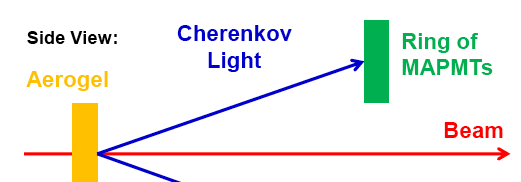 Side View:
Cherenkov
Light
Ring of
MAPMTs
Aerogel
Beam